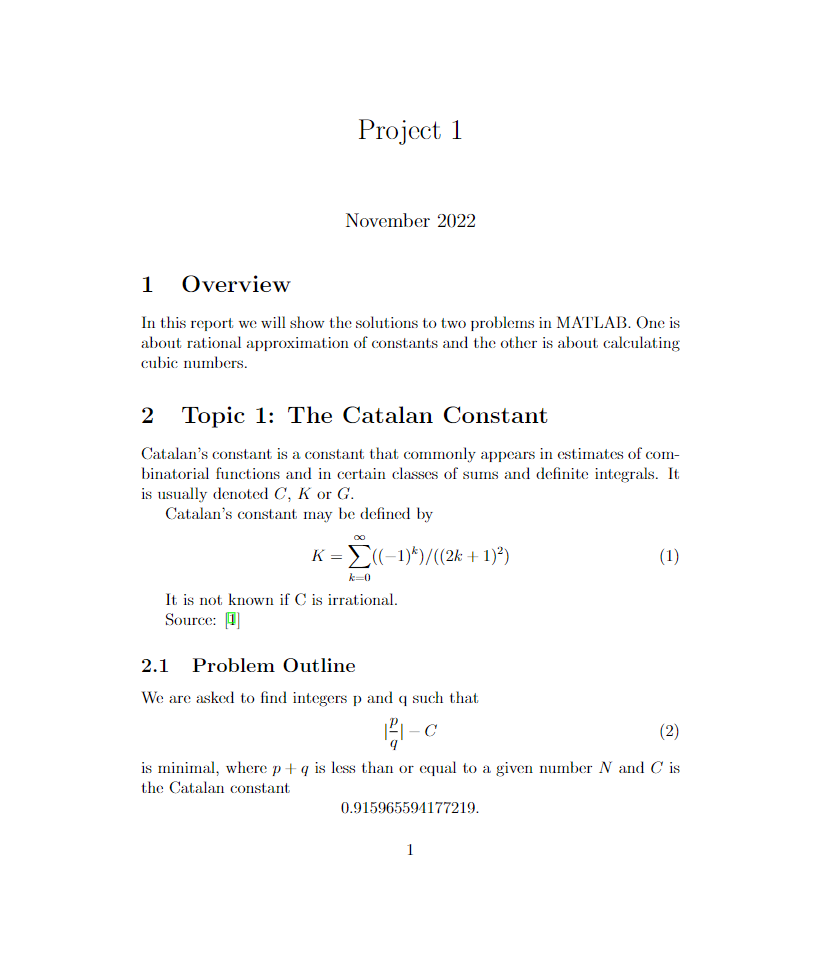 Project 1
November 2022
1 Overview
In this report we will show the solutions to two problems in MATLAB. One is
about rational approximation of constants and the other is about calculating
cubic numbers.
2 Topic 1: The Catalan Constant
Catalan's constant is a constant that commonly appears in estimates of com-
binatorial functions and in certain classes of sums and definite integrals. It
is usually denoted C, K or G.
Catalan's constant may be defined by
K = ∑_{k=0}^{∞} ((−1)^k)/((2k + 1)^2) (1)
It is not known if C is irrational.
Source: [1]
2.1 Problem Outline
We are asked to find integers p and q such that
|p/q| − C (2)
is minimal, where p + q is less than or equal to a given number N and C is
the Catalan constant
0.915965594177219.
1